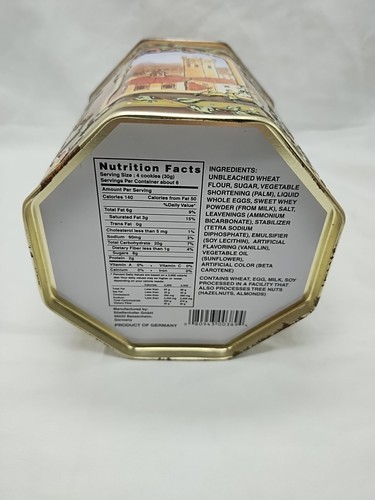 Nutrition Facts
Serving Size : 4 cookies (30g)
Servings Per Container about 8
Amount Per Serving
Calories 140 Calories from Fat 50
%Daily Value*
Total Fat 6g 9%
Saturated Fat 3g 15%
Trans Fat 0g
Cholesterol less than 5 mg 1%
Sodium 60mg 3%
Total Carbohydrate 20g 7%
Dietary Fiber less than 1g 4%
Sugars 6g
Protein 2g
Vitamin A 0% • Vitamin C 0%
Calcium 0% • Iron 0%
Manufactured by:
Germany
PRODUCT OF GERMANY
INGREDIENTS:
UNBLEACHED WHEAT
FLOUR, SUGAR, VEGETABLE
SHORTENING (PALM), LIQUID
WHOLE EGGS, SWEET WHEY
POWDER (FROM MILK), SALT,
LEAVENINGS (AMMONIUM
BICARBONATE), STABILIZER
(TETRA SODIUM
DIPHOSPHATE), EMULSIFIER
(SOY LECITHIN), ARTIFICIAL
FLAVORING (VANILLIN),
VEGETABLE OIL
(SUNFLOWER),
ARTIFICIAL COLOR (BETA
CAROTENE)
CONTAINS WHEAT, EGG, MILK, SOY
PROCESSED IN A FACILITY THAT
ALSO PROCESSES TREE NUTS
(HAZELNUTS, ALMONDS)